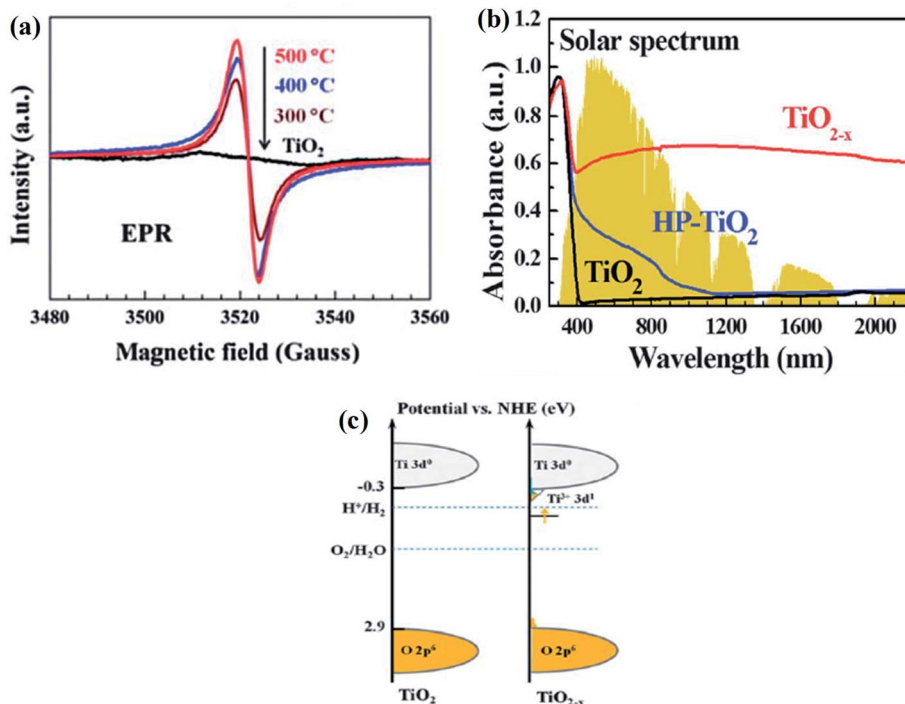 (a)
500 °C
400 °C
300 °C
TiO₂
EPR
Intensity (a.u.)
3480 3500 3520 3540 3560
Magnetic field (Gauss)
(b)
Solar spectrum
TiO₂₋ₓ
HP-TiO₂
TiO₂
Absorbance (a.u.)
1.2
1.0
0.8
0.6
0.4
0.2
0.0
400 800 1200 1600 2000
Wavelength (nm)
(c)
Potential vs. NHE (eV)
Ti 3d⁰ Ti 3d⁰
-0.3
Ti³⁺ 3d¹
H⁺/H₂
O₂/H₂O
2.9
O 2p⁶ O 2p⁶
TiO₂ TiO₂₋ₓ